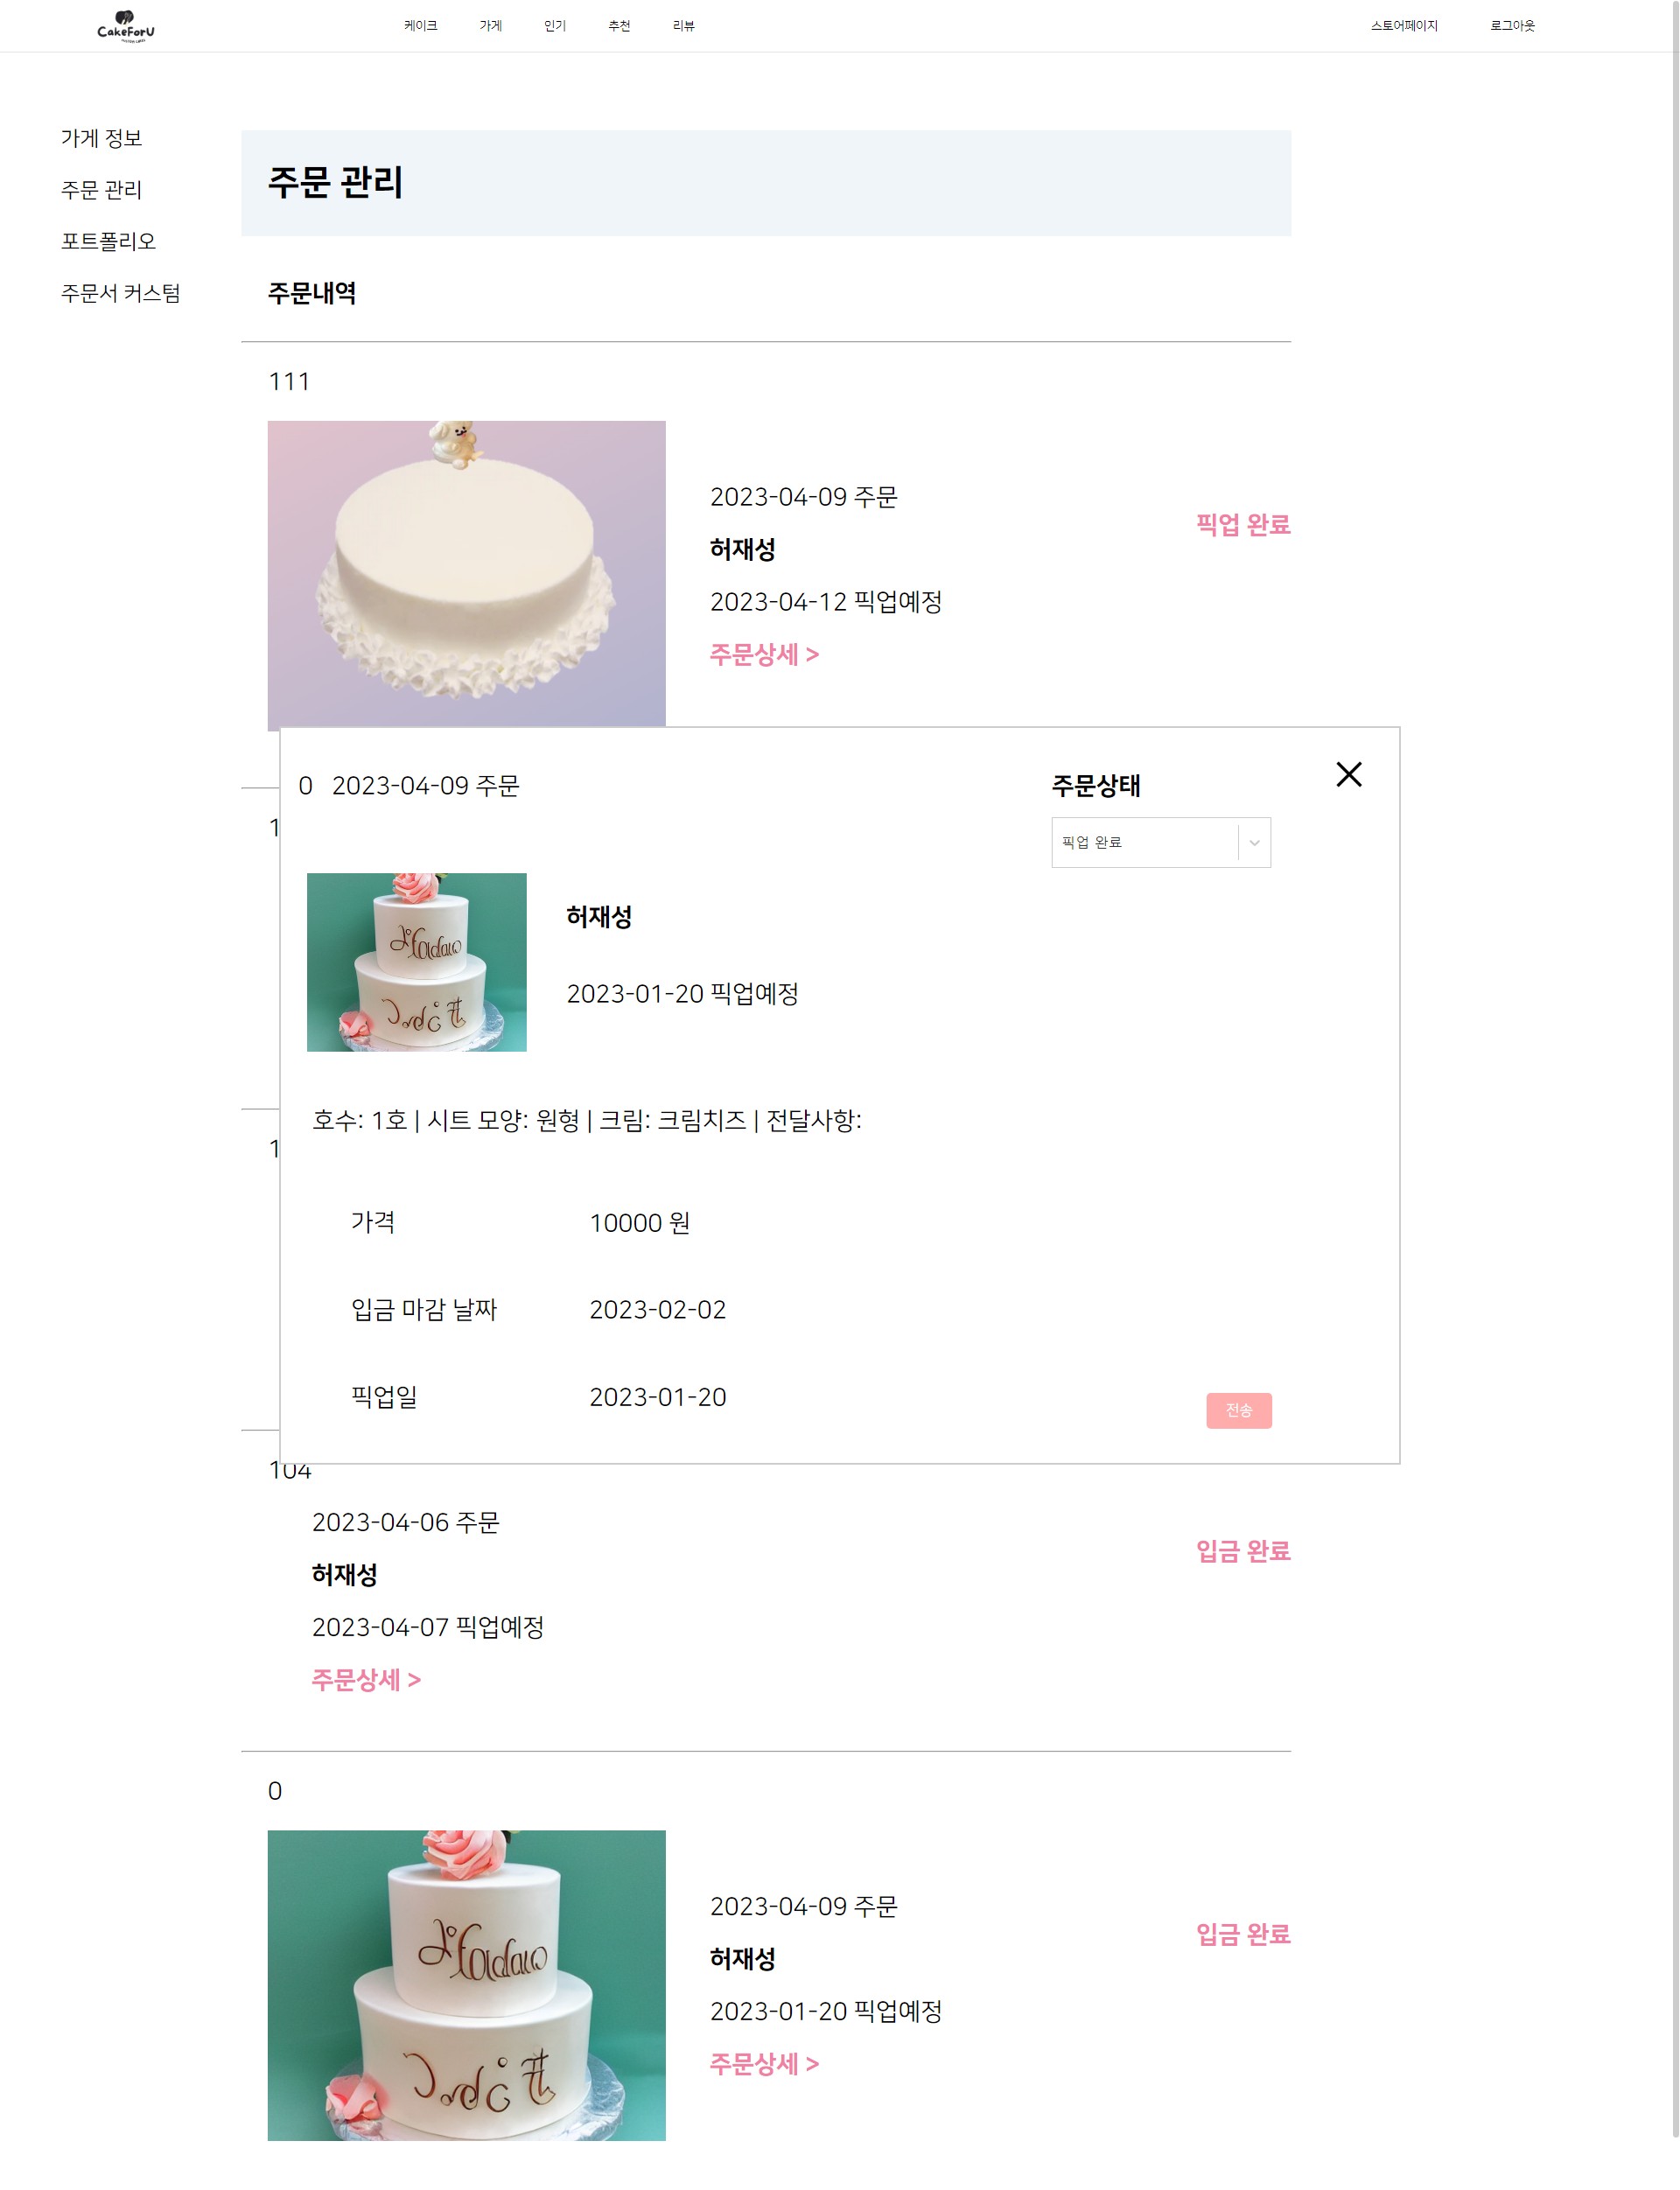 CakeForU
케이크 가게 인기 추천 리뷰 스토어페이지 로그아웃
가게 정보
주문 관리
포트폴리오
주문서 커스텀
주문 관리
주문내역
111
2023-04-09 주문
허재성
2023-04-12 픽업예정
주문상세 >
픽업 완료
0 2023-04-09 주문
주문상태
픽업 완료
허재성
2023-01-20 픽업예정
호수: 1호 | 시트 모양: 원형 | 크림: 크림치즈 | 전달사항:
가격 10000 원
입금 마감 날짜 2023-02-02
픽업일 2023-01-20
전송
1
1
104
2023-04-06 주문
허재성
2023-04-07 픽업예정
주문상세 >
입금 완료
0
2023-04-09 주문
허재성
2023-01-20 픽업예정
주문상세 >
입금 완료